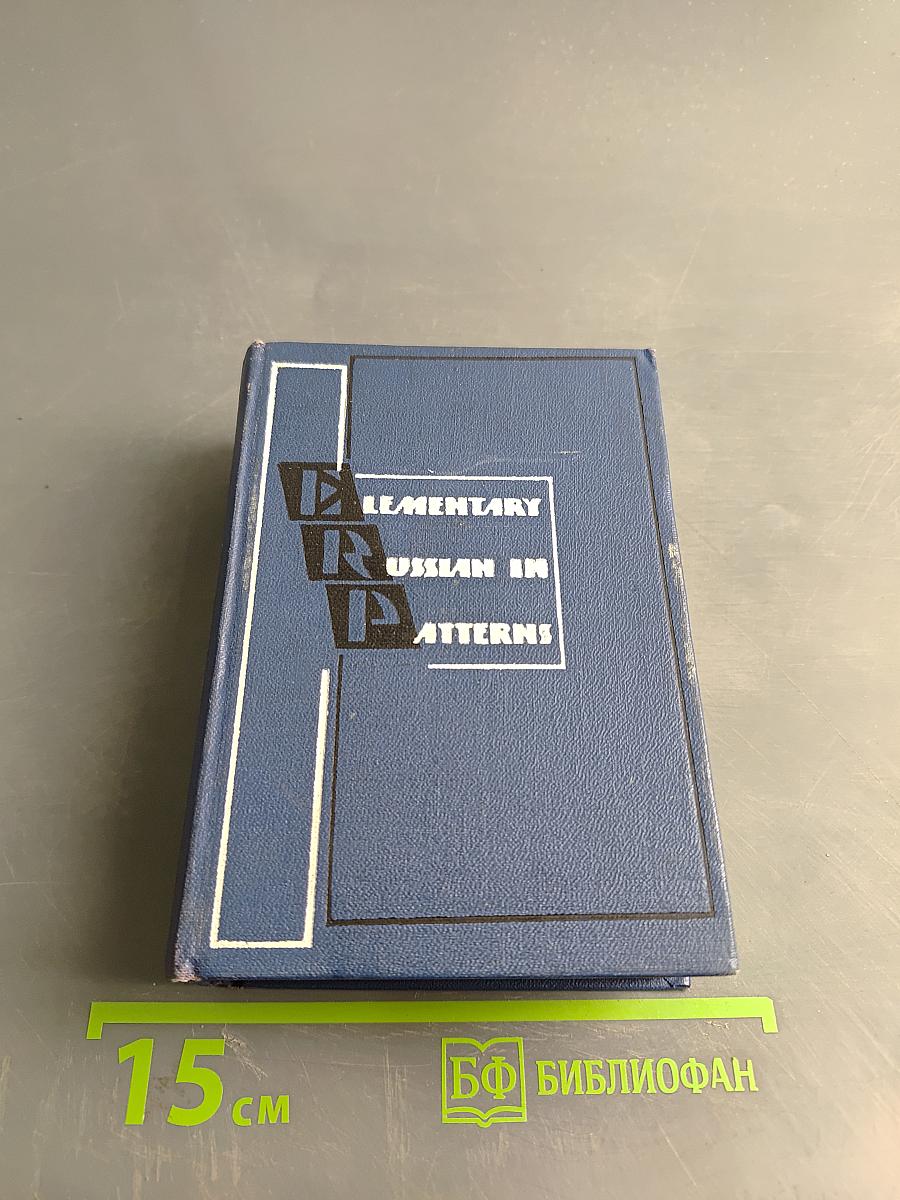 ELEMENTARY
RUSSIAN IN
PATTERNS
15 см
БФ БИБЛИОФАН